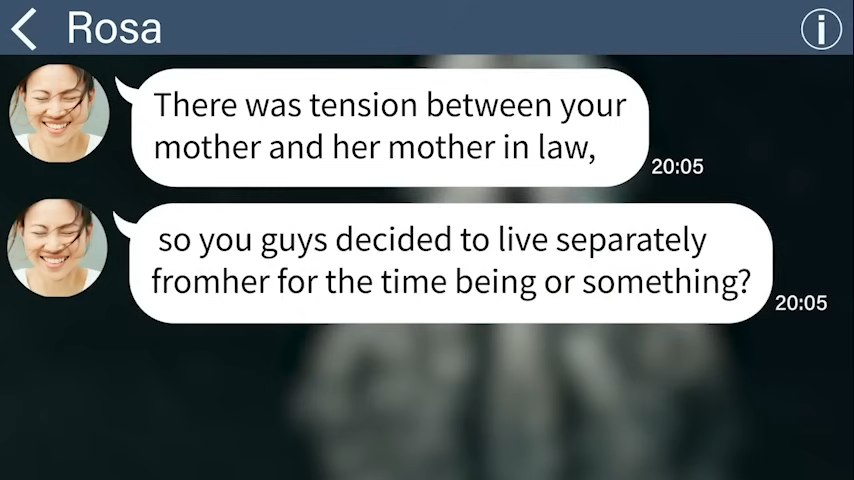 Rosa
There was tension between your
mother and her mother in law,
20:05
so you guys decided to live separately
fromher for the time being or something?
20:05